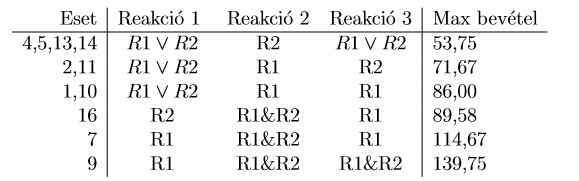 Eset Reakció 1 Reakció 2 Reakció 3 Max bevétel
4,5,13,14 R1 ∨ R2 R2 R1 ∨ R2 53,75
2,11 R1 ∨ R2 R1 R2 71,67
1,10 R1 ∨ R2 R1 R1 86,00
16 R2 R1&R2 R1 89,58
7 R1 R1&R2 R1 114,67
9 R1 R1&R2 R1&R2 139,75